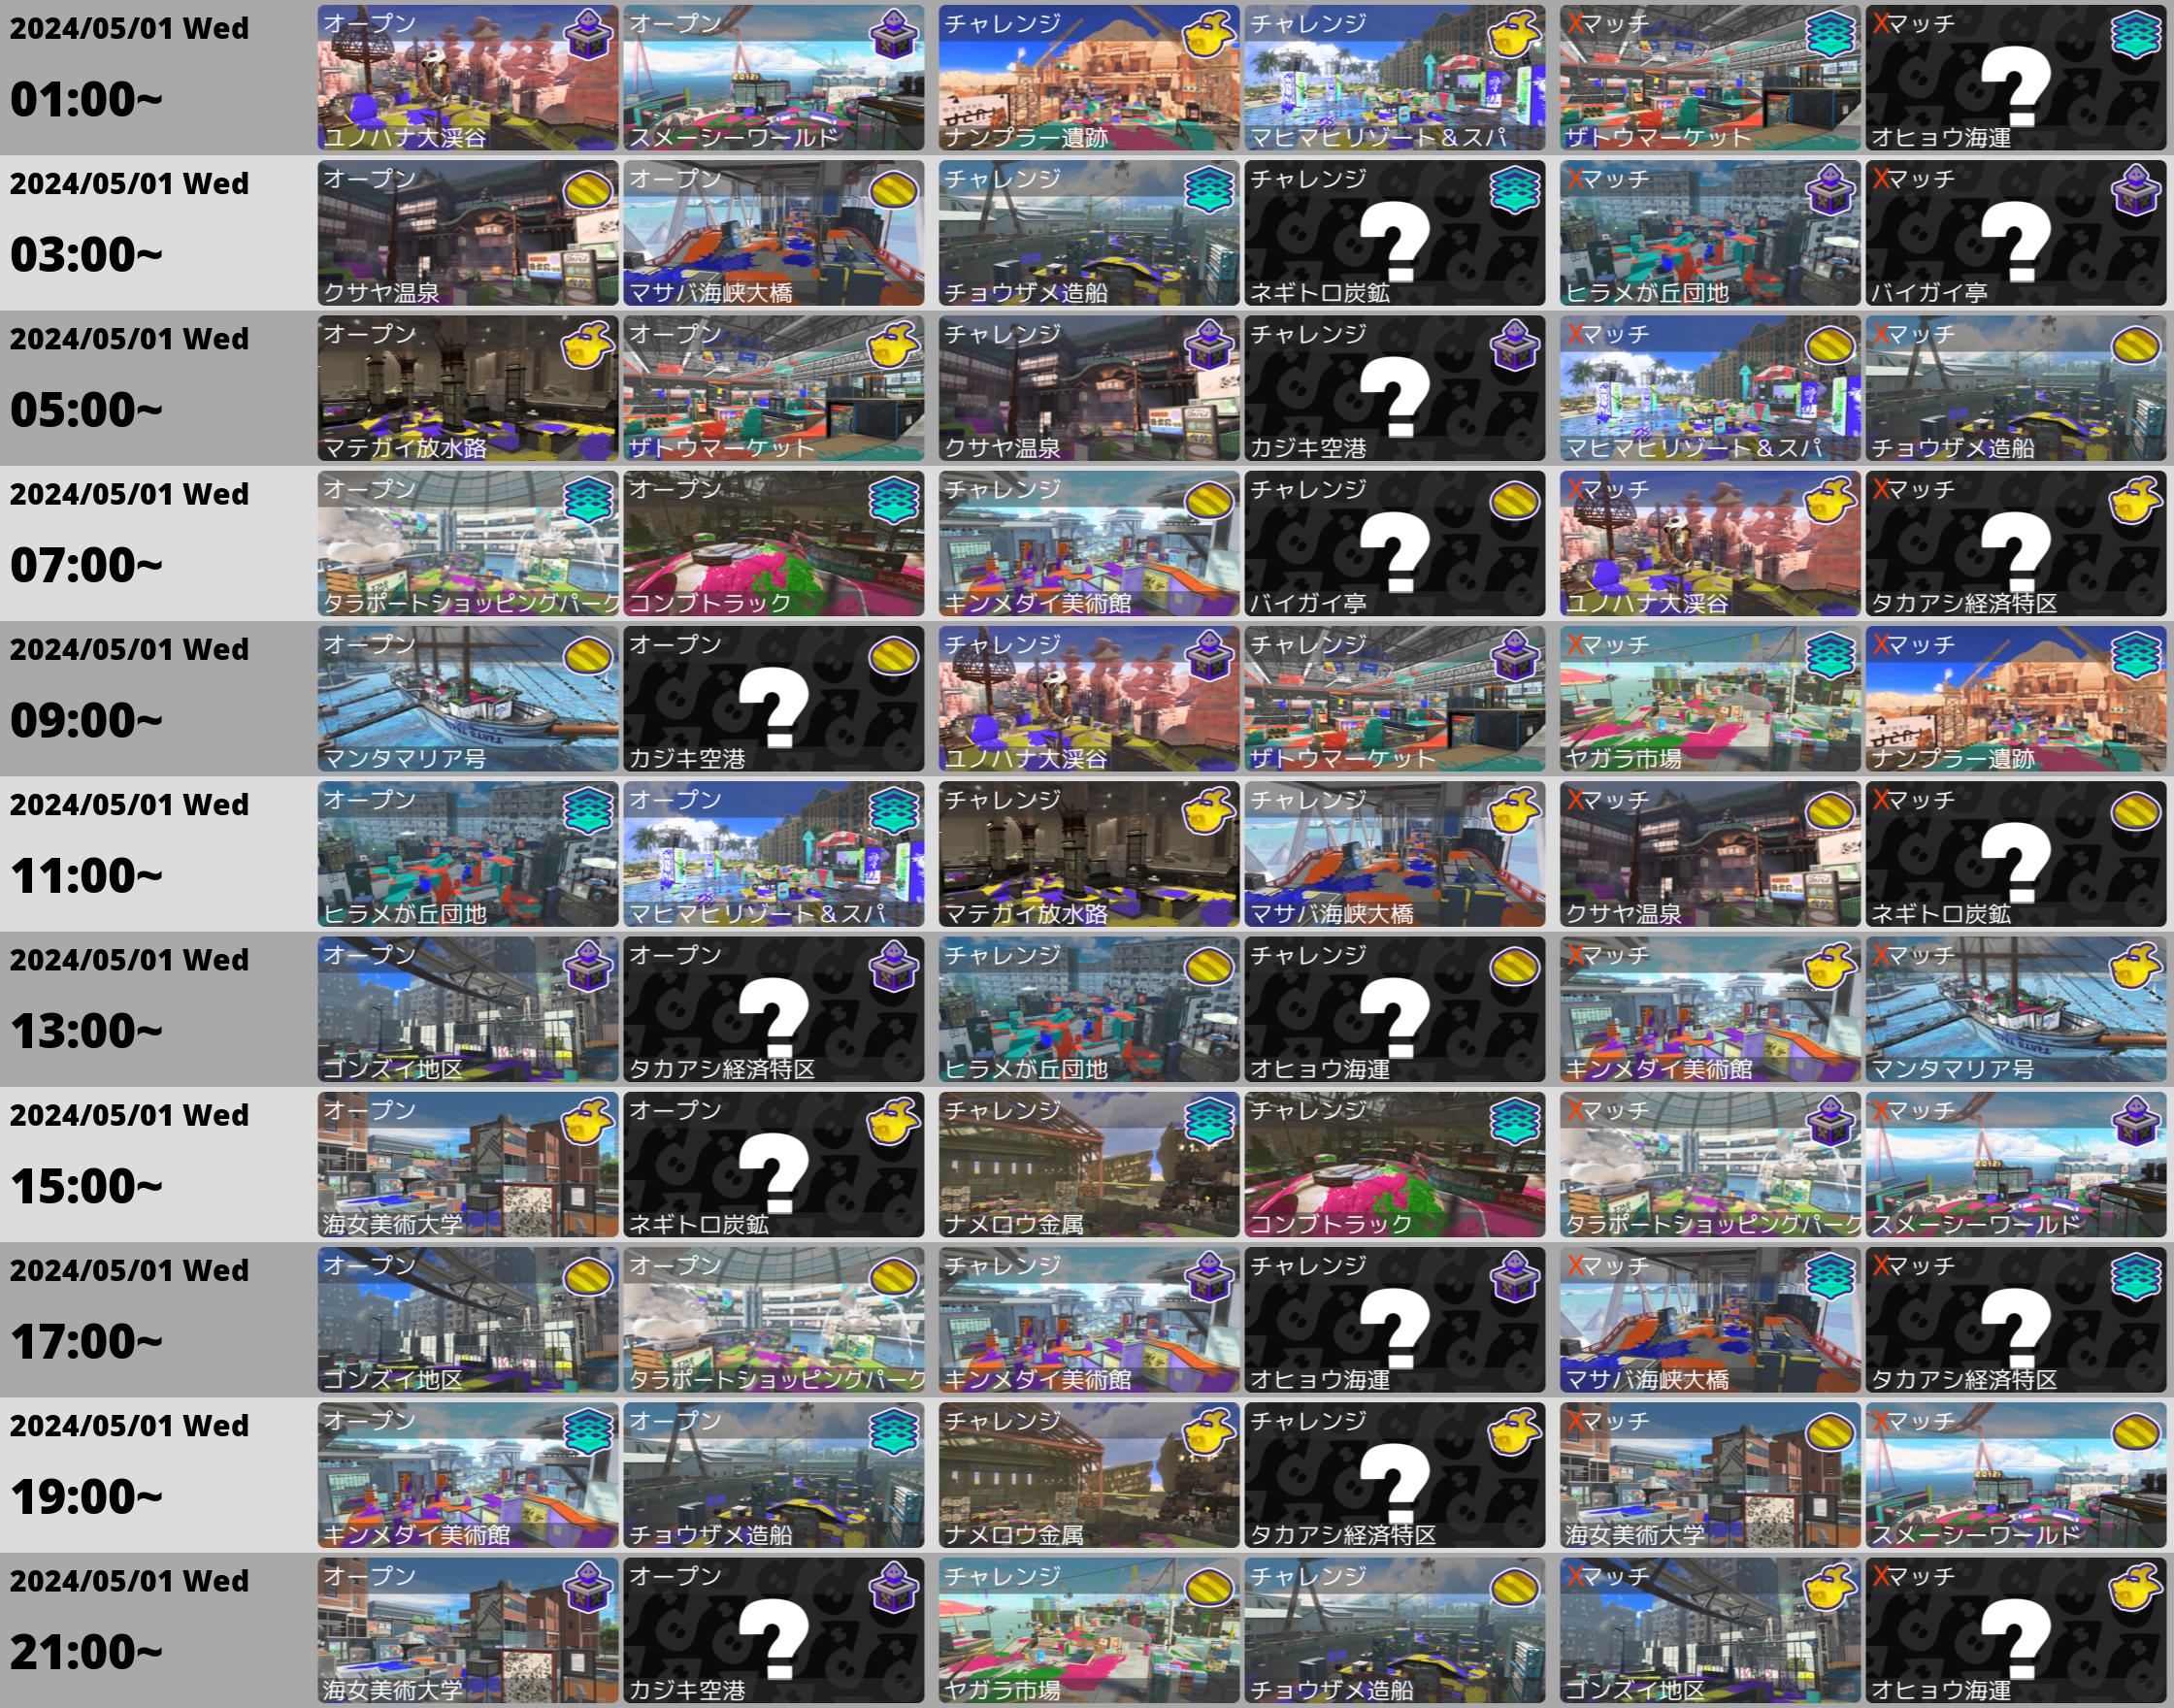 2024/05/01 Wed
01:00~
オープン
ユノハナ大渓谷
オープン
スメーシーワールド
チャレンジ
ナンプラー遺跡
チャレンジ
マヒマヒリゾート＆スパ
Xマッチ
ザトウマーケット
Xマッチ
?
オヒョウ海運
2024/05/01 Wed
03:00~
オープン
クサヤ温泉
オープン
マサバ海峡大橋
チャレンジ
チョウザメ造船
チャレンジ
?
ネギトロ炭鉱
Xマッチ
ヒラメが丘団地
Xマッチ
?
バイガイ亭
2024/05/01 Wed
05:00~
オープン
マテガイ放水路
オープン
ザトウマーケット
チャレンジ
クサヤ温泉
チャレンジ
?
カジキ空港
Xマッチ
マヒマヒリゾート＆スパ
Xマッチ
チョウザメ造船
2024/05/01 Wed
07:00~
オープン
タラポートショッピングパーク
オープン
コンブトラック
チャレンジ
キンメダイ美術館
チャレンジ
?
バイガイ亭
Xマッチ
ユノハナ大渓谷
Xマッチ
?
タカアシ経済特区
2024/05/01 Wed
09:00~
オープン
マンタマリア号
オープン
?
カジキ空港
チャレンジ
ユノハナ大渓谷
チャレンジ
ザトウマーケット
Xマッチ
ヤガラ市場
Xマッチ
ナンプラー遺跡
2024/05/01 Wed
11:00~
オープン
ヒラメが丘団地
オープン
マヒマヒリゾート＆スパ
チャレンジ
マテガイ放水路
チャレンジ
マサバ海峡大橋
Xマッチ
クサヤ温泉
Xマッチ
?
ネギトロ炭鉱
2024/05/01 Wed
13:00~
オープン
ゴンズイ地区
オープン
?
タカアシ経済特区
チャレンジ
ヒラメが丘団地
チャレンジ
?
オヒョウ海運
Xマッチ
キンメダイ美術館
Xマッチ
マンタマリア号
2024/05/01 Wed
15:00~
オープン
海女美術大学
オープン
?
ネギトロ炭鉱
チャレンジ
ナメロウ金属
チャレンジ
コンブトラック
Xマッチ
タラポートショッピングパーク
Xマッチ
スメーシーワールド
2024/05/01 Wed
17:00~
オープン
ゴンズイ地区
オープン
タラポートショッピングパーク
チャレンジ
キンメダイ美術館
チャレンジ
?
オヒョウ海運
Xマッチ
マサバ海峡大橋
Xマッチ
?
タカアシ経済特区
2024/05/01 Wed
19:00~
オープン
キンメダイ美術館
オープン
チョウザメ造船
チャレンジ
ナメロウ金属
チャレンジ
?
タカアシ経済特区
Xマッチ
海女美術大学
Xマッチ
スメーシーワールド
2024/05/01 Wed
21:00~
オープン
海女美術大学
オープン
?
カジキ空港
チャレンジ
ヤガラ市場
チャレンジ
チョウザメ造船
Xマッチ
ゴンズイ地区
Xマッチ
?
オヒョウ海運